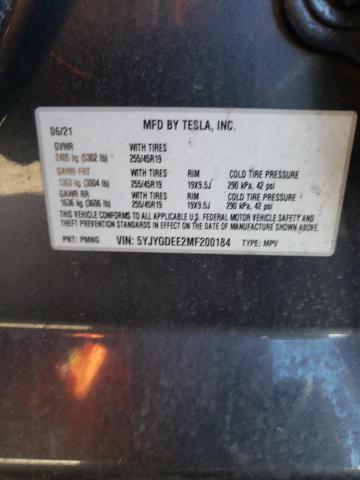 MFD BY TESLA, INC.
06/21
GVWR WITH TIRES
2405 kg (5302 lb) 255/45R19
GAWR FRT WITH TIRES RIM COLD TIRE PRESSURE
1363 kg (3004 lb) 255/45R19 19X9.5J 290 kPa, 42 psi
GAWR RR WITH TIRES RIM COLD TIRE PRESSURE
1636 kg (3606 lb) 255/45R19 19X9.5J 290 kPa, 42 psi
THIS VEHICLE CONFORMS TO ALL APPLICABLE U.S. FEDERAL MOTOR VEHICLE SAFETY AND
THEFT PREVENTION STANDARDS IN EFFECT ON THE DATE OF MANUFACTURE SHOWN ABOVE.
PNT: PMNG VIN: 5YJYGDEE2MF200184 TYPE: MPV